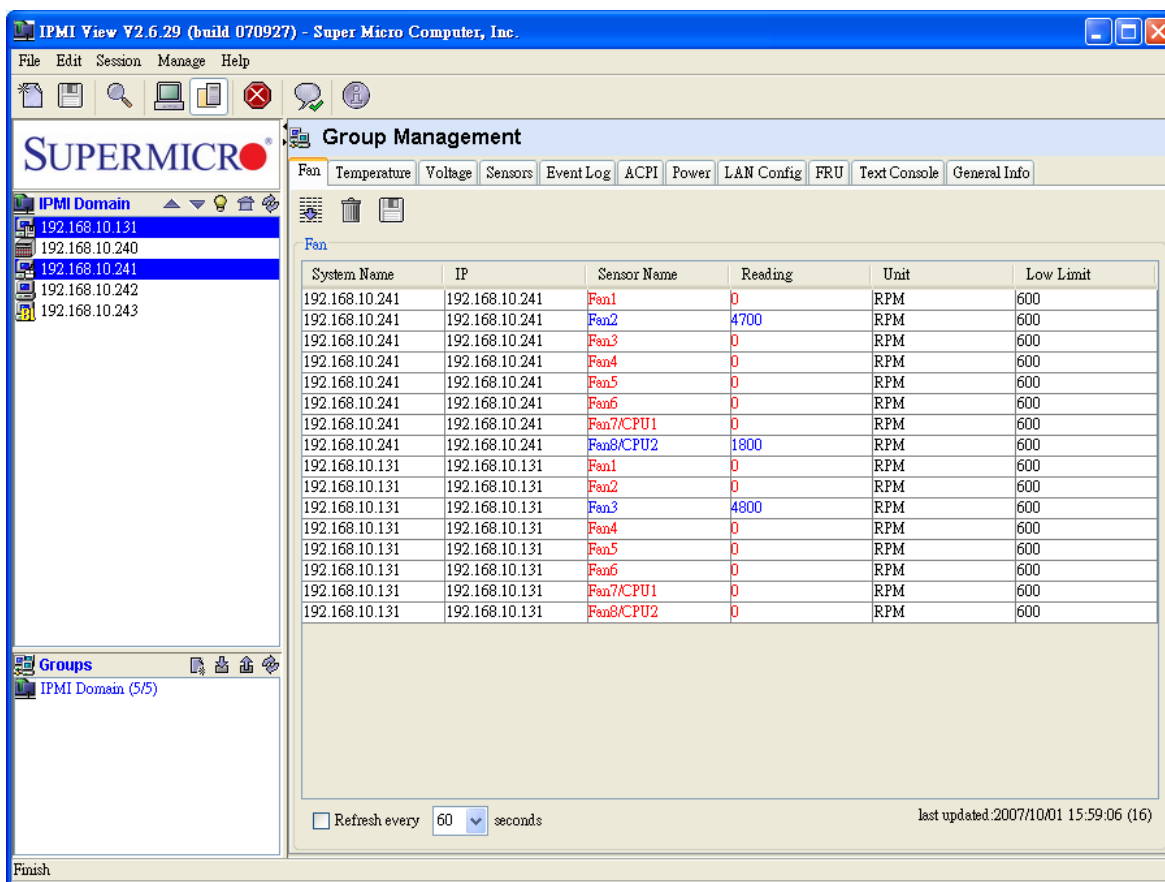 IPMI View V2.6.29 (build 070927) - Super Micro Computer, Inc.
File Edit Session Manage Help
SUPERMICRO®
Group Management
Fan Temperature Voltage Sensors Event Log ACPI Power LAN Config FRU Text Console General Info
IPMI Domain
192.168.10.131
192.168.10.240
192.168.10.241
192.168.10.242
192.168.10.243
Fan
System Name IP Sensor Name Reading Unit Low Limit
192.168.10.241 192.168.10.241 Fan1 0 RPM 600
192.168.10.241 192.168.10.241 Fan2 4700 RPM 600
192.168.10.241 192.168.10.241 Fan3 0 RPM 600
192.168.10.241 192.168.10.241 Fan4 0 RPM 600
192.168.10.241 192.168.10.241 Fan5 0 RPM 600
192.168.10.241 192.168.10.241 Fan6 0 RPM 600
192.168.10.241 192.168.10.241 Fan7/CPU1 0 RPM 600
192.168.10.241 192.168.10.241 Fan8/CPU2 1800 RPM 600
192.168.10.131 192.168.10.131 Fan1 0 RPM 600
192.168.10.131 192.168.10.131 Fan2 0 RPM 600
192.168.10.131 192.168.10.131 Fan3 4800 RPM 600
192.168.10.131 192.168.10.131 Fan4 0 RPM 600
192.168.10.131 192.168.10.131 Fan5 0 RPM 600
192.168.10.131 192.168.10.131 Fan6 0 RPM 600
192.168.10.131 192.168.10.131 Fan7/CPU1 0 RPM 600
192.168.10.131 192.168.10.131 Fan8/CPU2 0 RPM 600
Groups
IPMI Domain (5/5)
Refresh every 60 seconds
last updated:2007/10/01 15:59:06 (16)
Finish